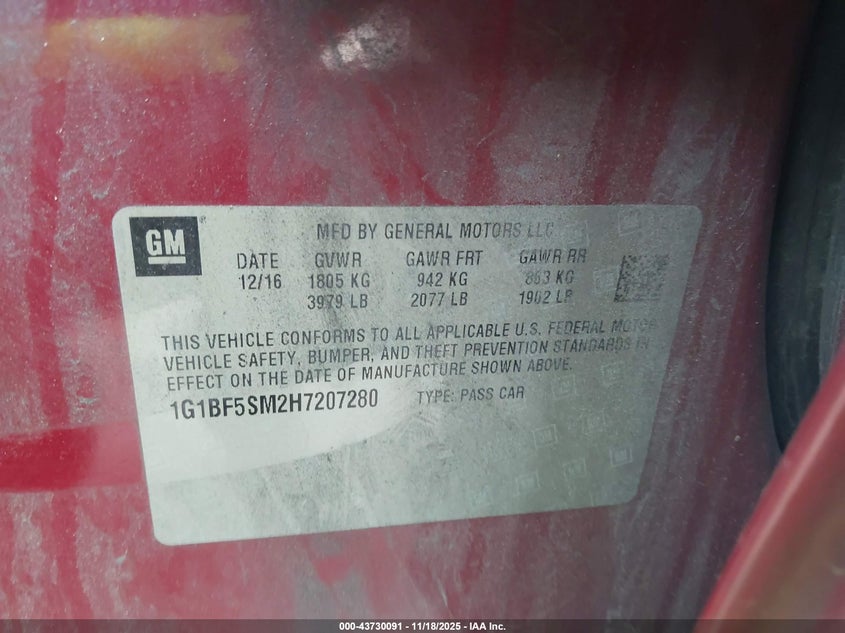 GM
MFD BY GENERAL MOTORS LLC
DATE GVWR GAWR FRT GAWR RR
12/16 1805 KG 942 KG 863 KG
3979 LB 2077 LB 1902 LB
THIS VEHICLE CONFORMS TO ALL APPLICABLE U.S. FEDERAL MOTOR
VEHICLE SAFETY, BUMPER, AND THEFT PREVENTION STANDARDS IN
EFFECT ON THE DATE OF MANUFACTURE SHOWN ABOVE.
1G1BF5SM2H7207280 TYPE: PASS CAR
000-43730091 - 11/18/2025 - IAA Inc.